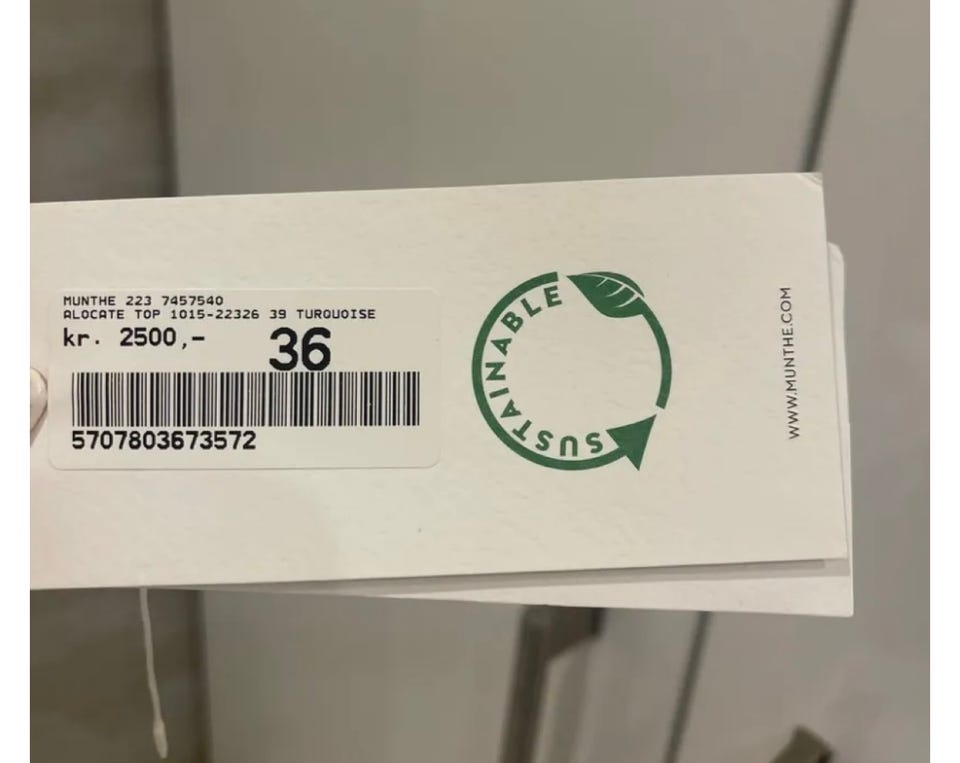 MUNTHE 223 7457540
ALOCATE TOP 1015-22326 39 TURQUOISE
kr. 2500,- 36
5707803673572
SUSTAINABLE
WWW.MUNTHE.COM